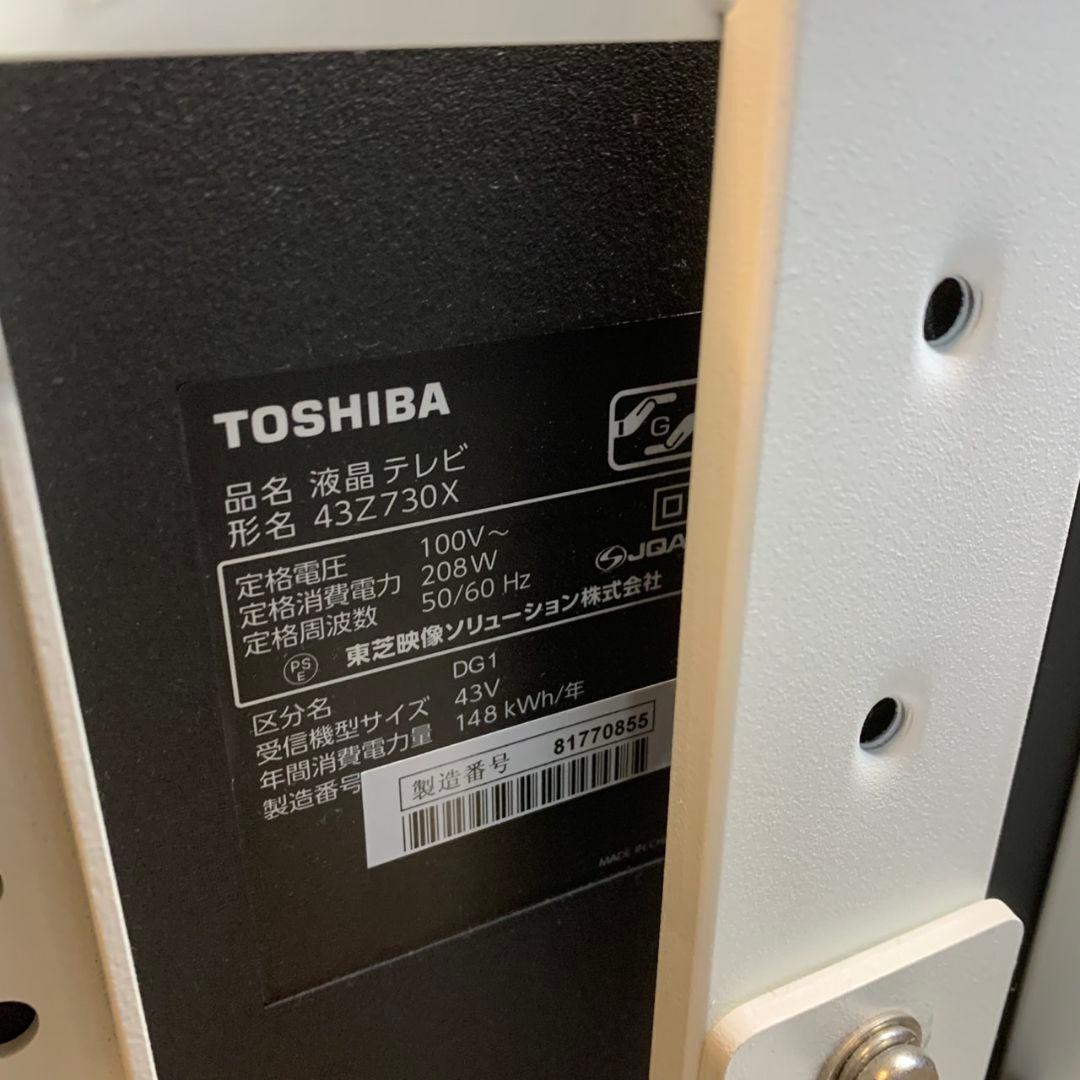 TOSHIBA
I G
品名 液晶 テレビ
形名 43Z730X
定格電圧 100V～
定格消費電力 208W
定格周波数 50/60 Hz
JQA
PS E 東芝映像ソリューション株式会社
区分名 DG1
受信機型サイズ 43V
年間消費電力量 148 kWh/年
製造番号
製造番号 81770855
MADE IN